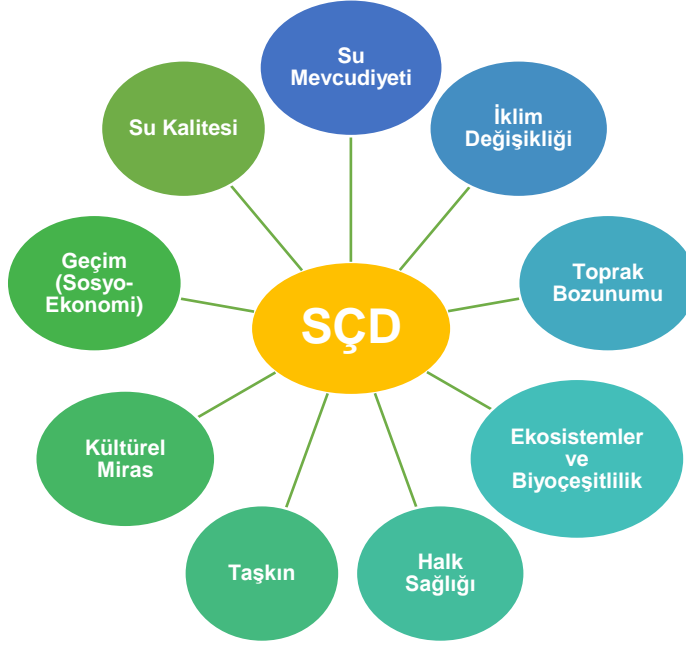 Su
Mevcudiyeti
İklim
Değişikliği
Toprak
Bozunumu
Ekosistemler
ve
Biyoçeşitlilik
Halk
Sağlığı
Taşkın
Kültürel
Miras
Geçim
(Sosyo-
Ekonomi)
Su Kalitesi
SÇD